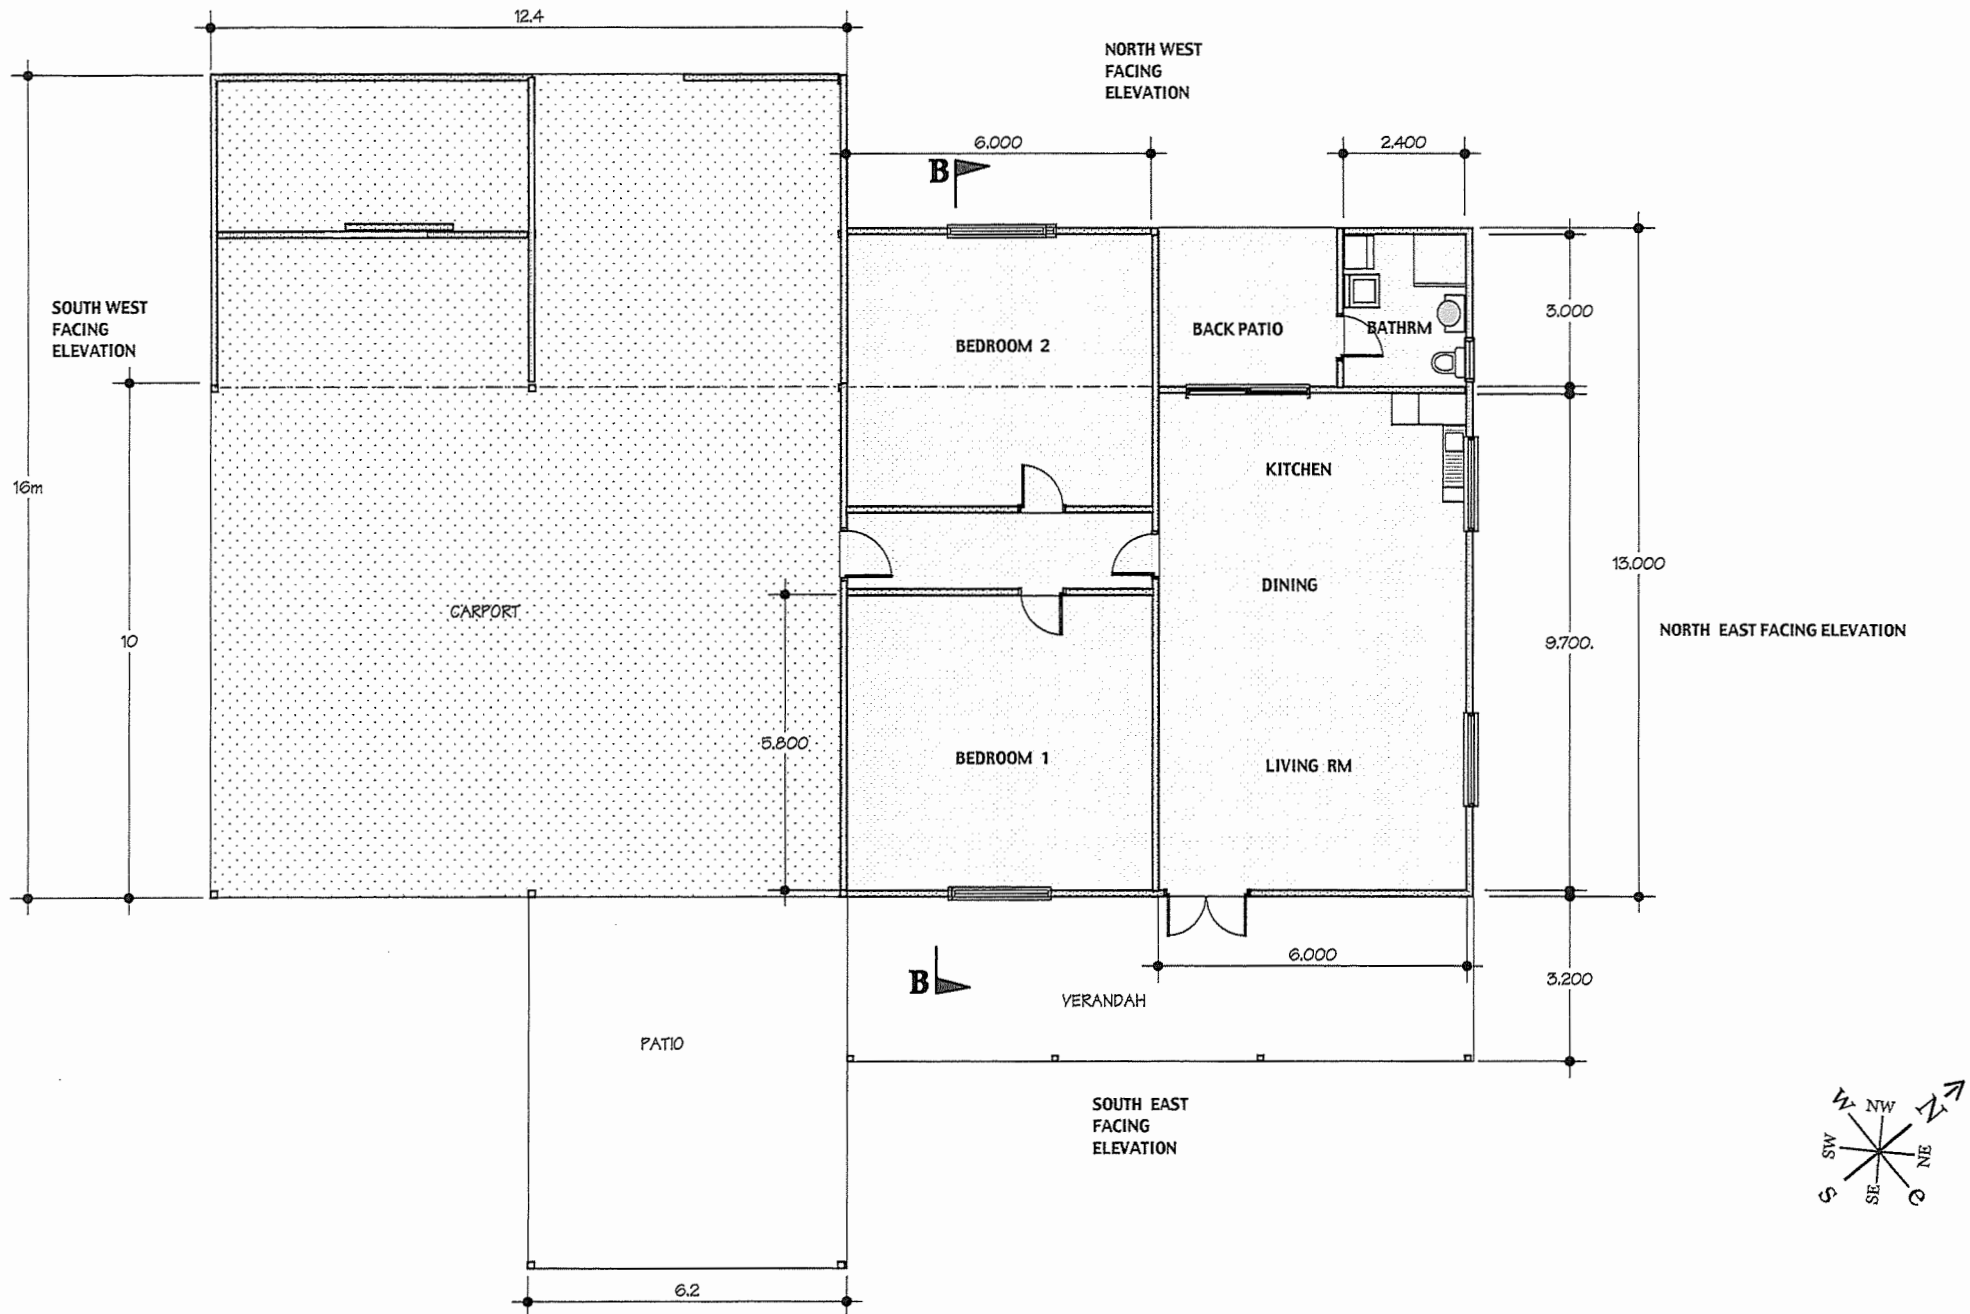 12.4
NORTH WEST
FACING
ELEVATION
6.000
2.400
B
SOUTH WEST
FACING
ELEVATION
3.000
BACK PATIO
BATHRM
BEDROOM 2
KITCHEN
16m
13.000
DINING
CARPORT
10
9.700.
NORTH EAST FACING ELEVATION
5.800
BEDROOM 1
LIVING RM
6.000
B
3.200
VERANDAH
PATIO
SOUTH EAST
FACING
ELEVATION
W
NW
N
SW
NE
S
SE
e
6.2